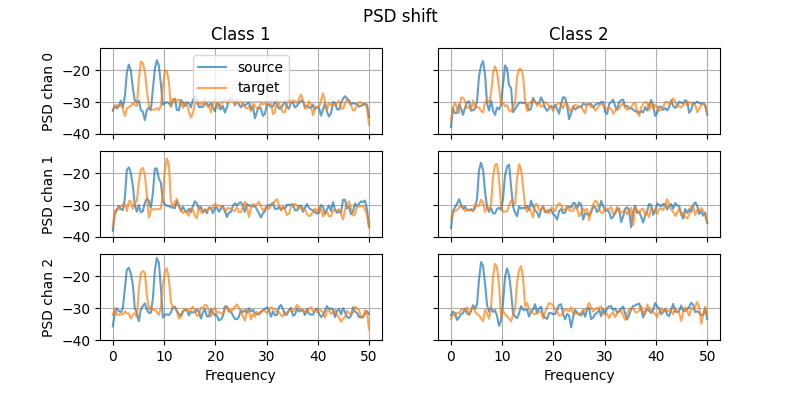 PSD shift
Class 1
Class 2
source
target
PSD chan 0
−20
−30
−40
PSD chan 1
−20
−30
−40
PSD chan 2
−20
−30
−40
0 10 20 30 40 50
0 10 20 30 40 50
Frequency
Frequency